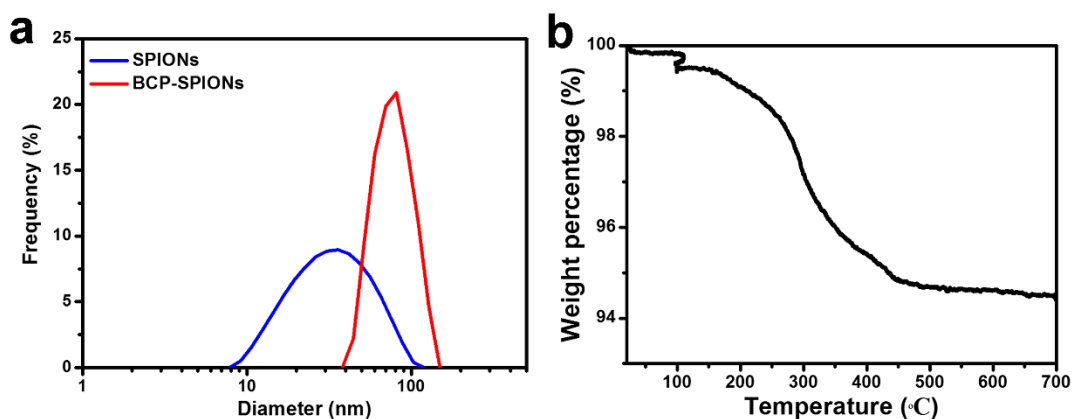 a
Frequency (%)
25
20
15
10
5
0
SPIONs
BCP-SPIONs
1
10
100
Diameter (nm)
b
Weight percentage (%)
100
98
96
94
100 200 300 400 500 600 700
Temperature (◦C)